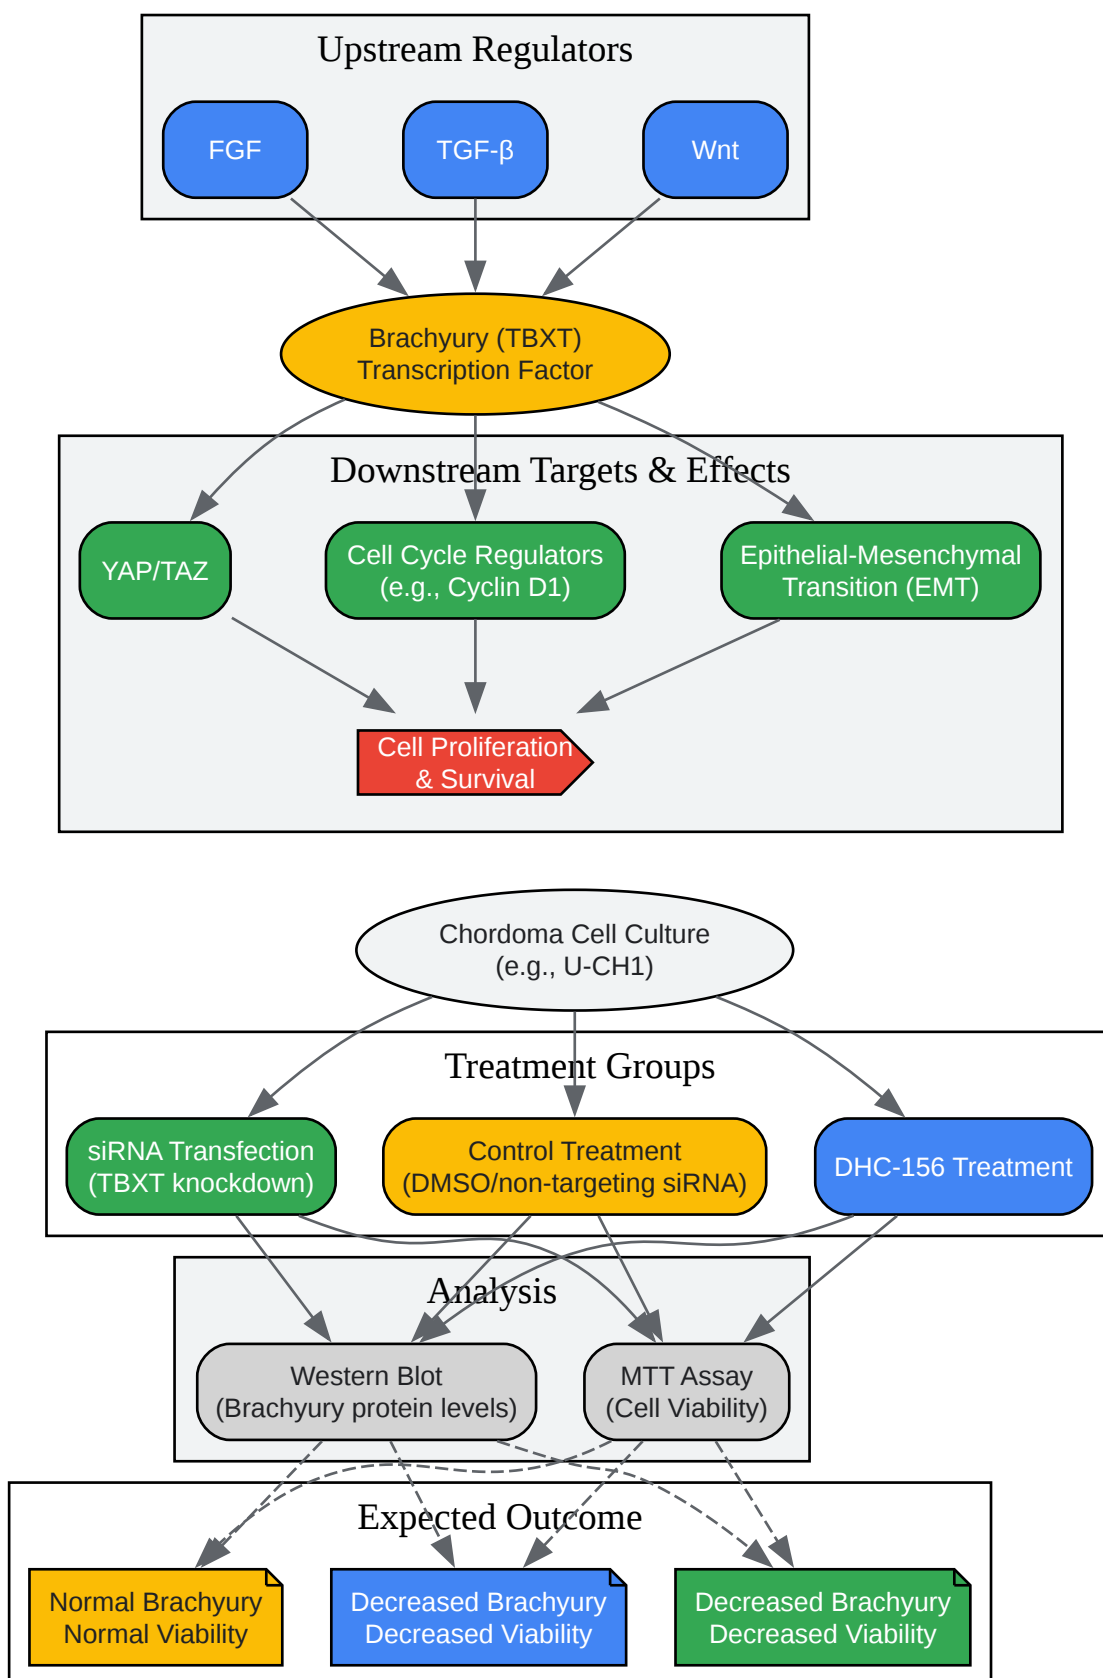 Upstream Regulators
FGF
TGF-β
Wnt
Brachyury (TBXT)
Transcription Factor
Downstream Targets & Effects
YAP/TAZ
Cell Cycle Regulators
(e.g., Cyclin D1)
Epithelial-Mesenchymal
Transition (EMT)
Cell Proliferation
& Survival
Chordoma Cell Culture
(e.g., U-CH1)
Treatment Groups
siRNA Transfection
(TBXT knockdown)
Control Treatment
(DMSO/non-targeting siRNA)
DHC-156 Treatment
Analysis
Western Blot
(Brachyury protein levels)
MTT Assay
(Cell Viability)
Expected Outcome
Normal Brachyury
Normal Viability
Decreased Brachyury
Decreased Viability
Decreased Brachyury
Decreased Viability